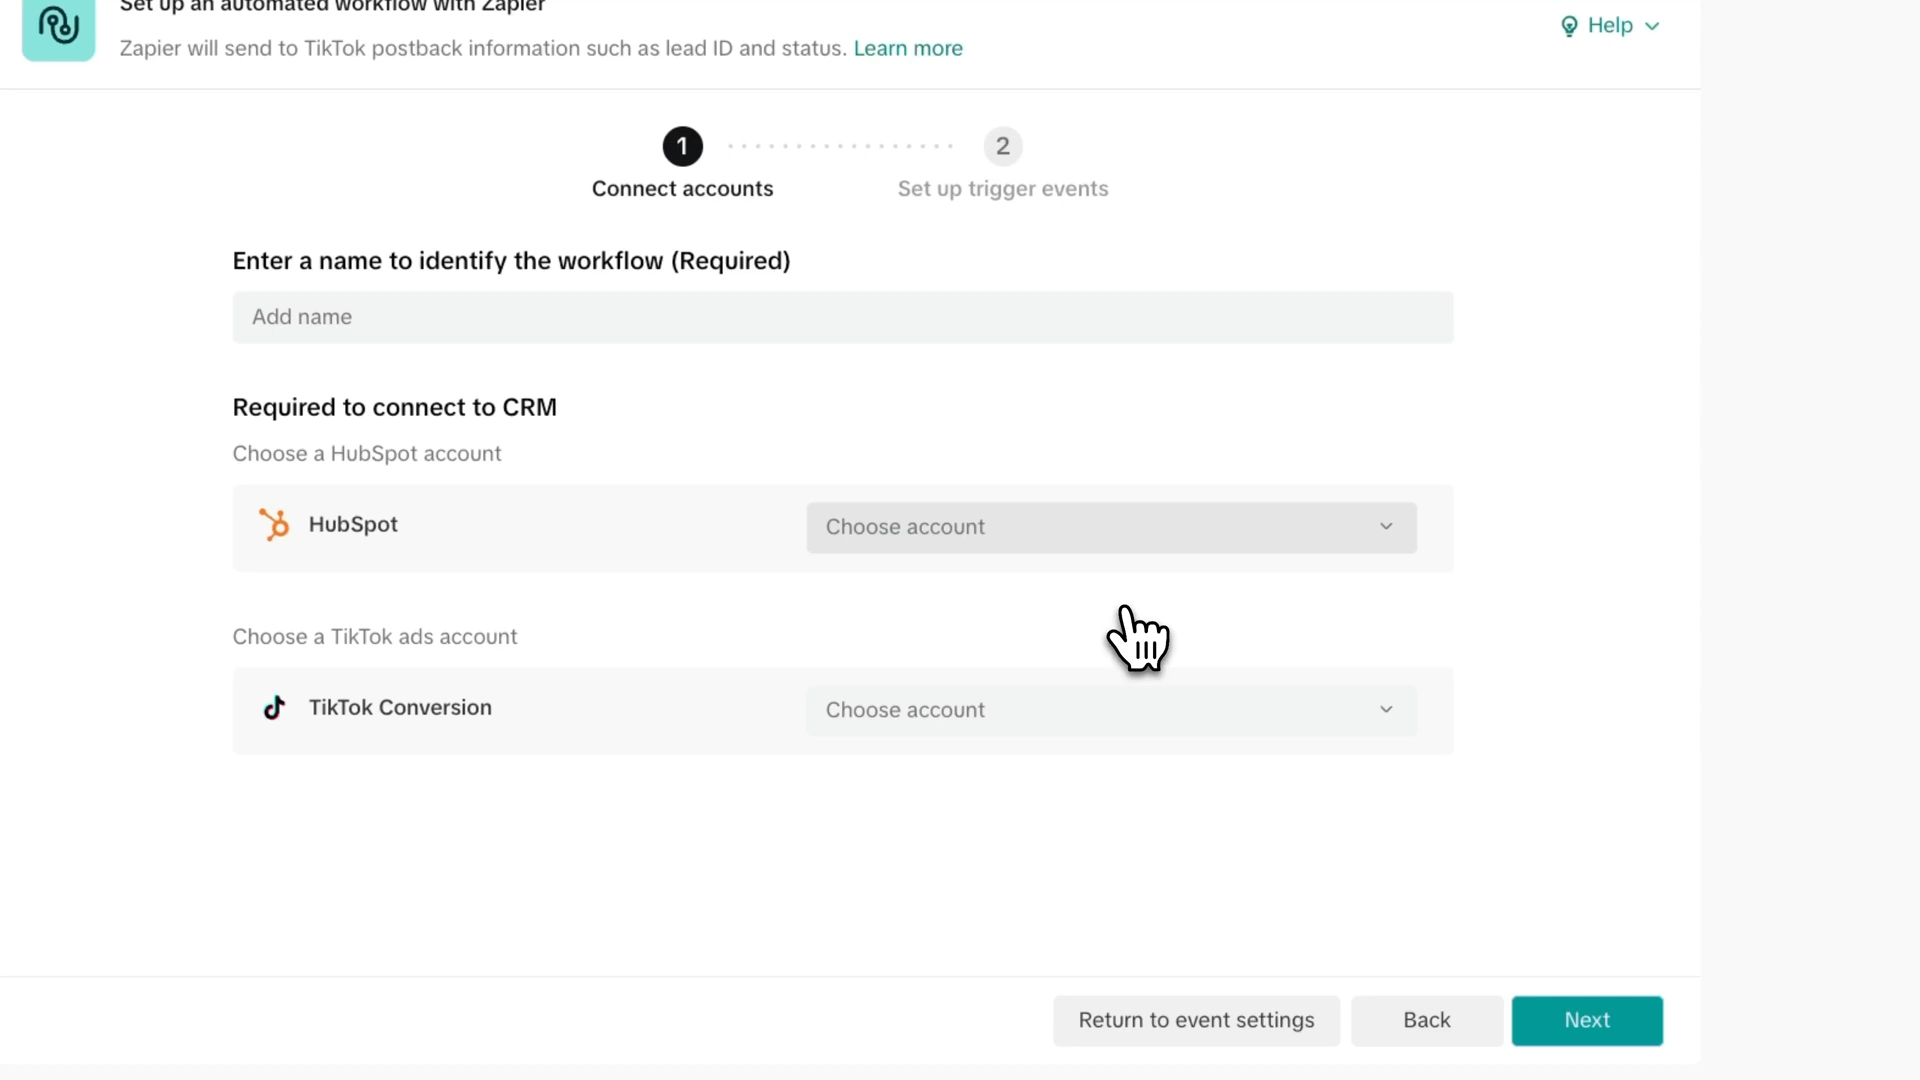 Set up an automated workflow with Zapier
Zapier will send to TikTok postback information such as lead ID and status. Learn more
Help
1
2
Connect accounts
Set up trigger events
Enter a name to identify the workflow (Required)
Add name
Required to connect to CRM
Choose a HubSpot account
HubSpot
Choose account
Choose a TikTok ads account
TikTok Conversion
Choose account
Return to event settings
Back
Next